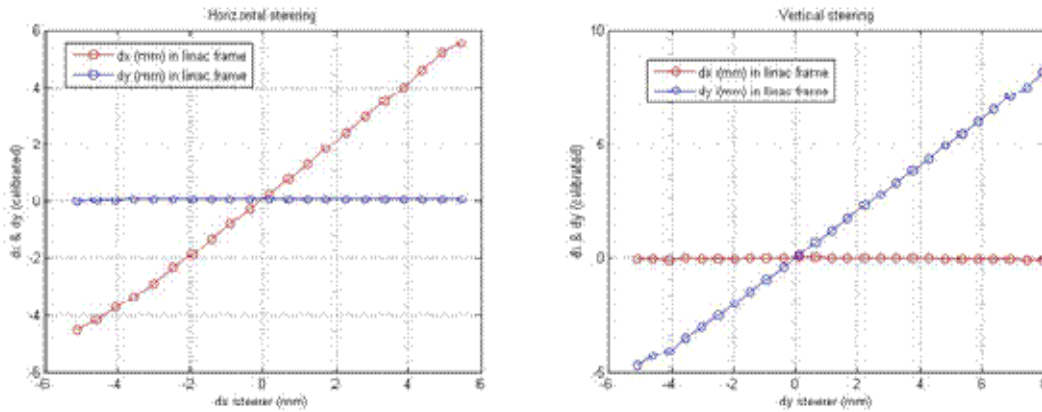 Horizontal steering
6
4
2
0
-2
-4
-6
dx (mm) in linac frame
dy (mm) in linac frame
dx & dy (calibrated)
-6 -4 -2 0 2 4 6
dx steerer (mm)
Vertical steering
10
5
0
-5
dx (mm) in linac frame
dy (mm) in linac frame
dx & dy (calibrated)
-6 -4 -2 0 2 4 6 8
dy steerer (mm)